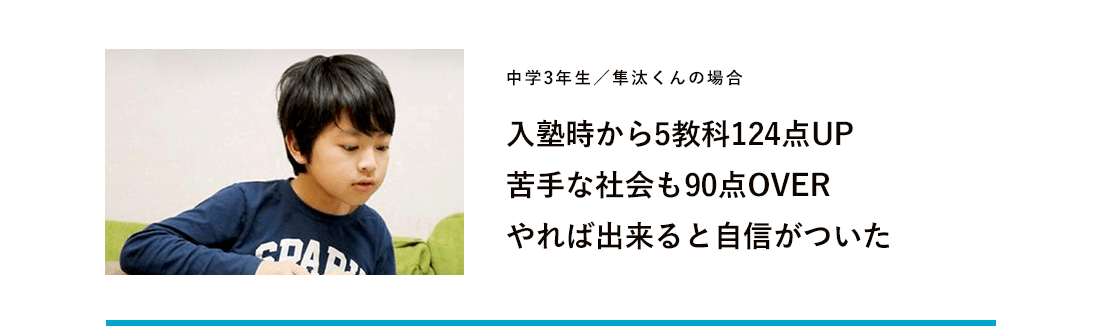 中学3年生／隼汰くんの場合
入塾時から5教科124点UP
苦手な社会も90点OVER
やれば出来ると自信がついた